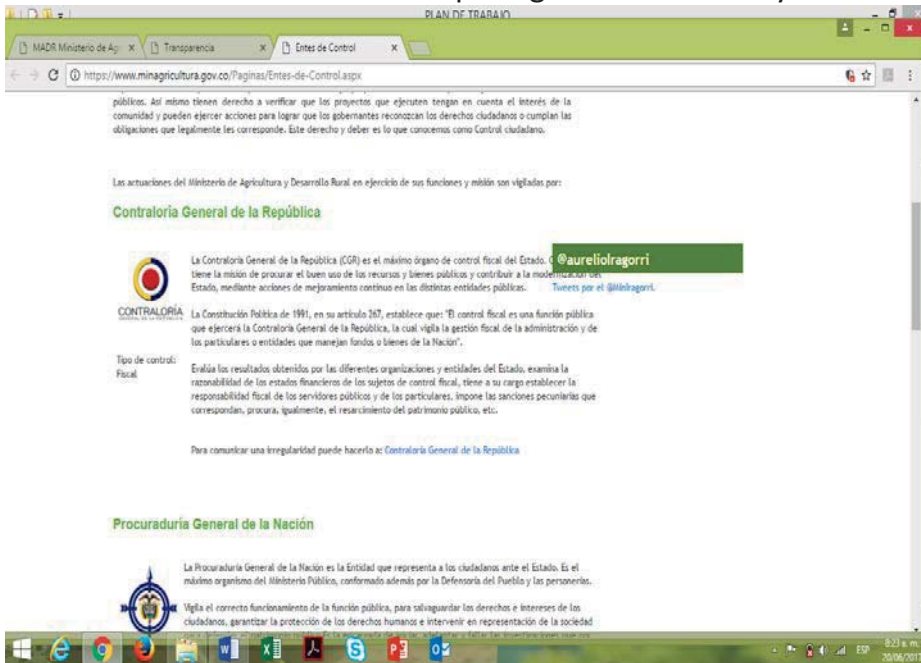 PLAN DE TRABAJO
MADR Ministerio de Ag
Transparencia
Entes de Control
https://www.minagricultura.gov.co/Paginas/Entes-de-Control.aspx
públicos. Así mismo tienen derecho a verificar que los proyectos que ejecuten tengan en cuenta el interés de la
comunidad y pueden ejercer acciones para lograr que los gobernantes reconozcan los derechos ciudadanos o cumplan las
obligaciones que legalmente les corresponde. Este derecho y deber es lo que conocemos como Control ciudadano.
Las actuaciones del Ministerio de Agricultura y Desarrollo Rural en ejercicio de sus funciones y misión son vigiladas por:
Contraloría General de la República
La Contraloría General de la República (CGR) es el máximo órgano de control fiscal del Estado.
@aurelioIragorri
tiene la misión de procurar el buen uso de los recursos y bienes públicos y contribuir a la modernización del
Estado, mediante acciones de mejoramiento continuo en las distintas entidades públicas.
Tweets por el @MinIragorri.
CONTRALORÍA
GENERAL DE LA REPÚBLICA
La Constitución Política de 1991, en su artículo 267, establece que: "El control fiscal es una función pública
que ejercerá la Contraloría General de la República, la cual vigila la gestión fiscal de la administración y de
los particulares o entidades que manejan fondos o bienes de la Nación".
Tipo de control:
Fiscal
Evalúa los resultados obtenidos por las diferentes organizaciones y entidades del Estado, examina la
razonabilidad de los estados financieros de los sujetos de control fiscal, tiene a su cargo establecer la
responsabilidad fiscal de los servidores públicos y de los particulares, impone las sanciones pecuniarias que
correspondan, procura, igualmente, el resarcimiento del patrimonio público, etc.
Para comunicar una irregularidad puede hacerlo a: Contraloría General de la República
Procuraduría General de la Nación
La Procuraduría General de la Nación es la Entidad que representa a los ciudadanos ante el Estado. Es el
máximo organismo del Ministerio Público, conformado además por la Defensoría del Pueblo y las personerías.
Vigila el correcto funcionamiento de la función pública, para salvaguardar los derechos e intereses de los
ciudadanos, garantizar la protección de los derechos humanos e intervenir en representación de la sociedad
ESP
8:23 a. m.
20/06/201